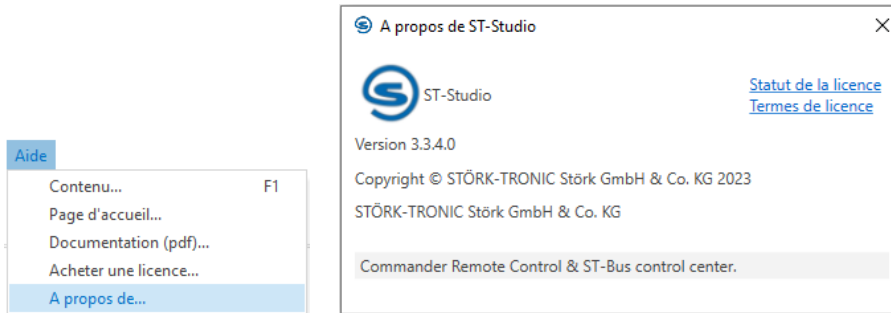 Aide
Contenu... F1
Page d'accueil...
Documentation (pdf)...
Acheter une licence...
A propos de...
A propos de ST-Studio
ST-Studio
Statut de la licence
Termes de licence
Version 3.3.4.0
Copyright © STÖRK-TRONIC Störk GmbH & Co. KG 2023
STÖRK-TRONIC Störk GmbH & Co. KG
Commander Remote Control & ST-Bus control center.